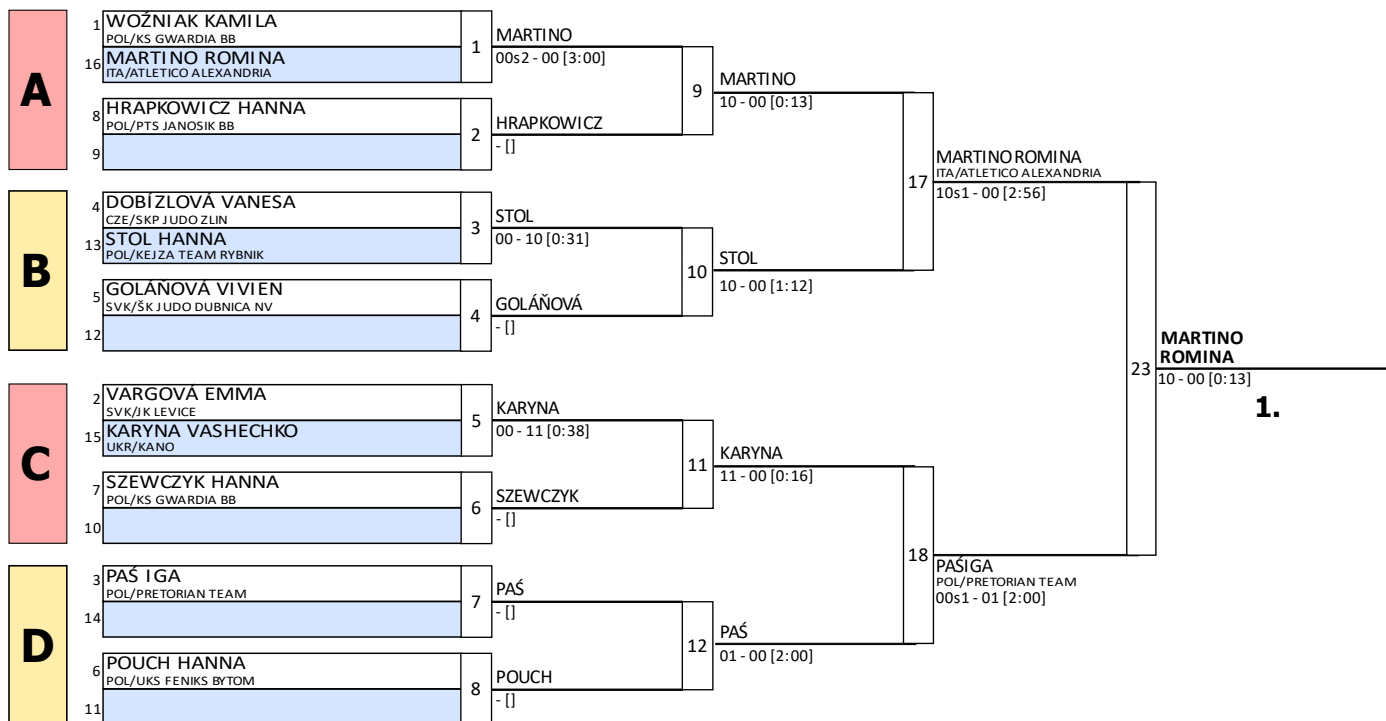 A
1
WOŹNIAK KAMILA
POL/KS GWARDIA BB
16
MARTINO ROMINA
ITA/ATLETICO ALEXANDRIA
1
8
HRAPKOWICZ HANNA
POL/PTS JANOSIK BB
9
2
B
4
DOBÍZLOVÁ VANESA
CZE/SKP JUDO ZLIN
13
STOL HANNA
POL/KEJZA TEAM RYBNIK
3
5
GOLÁŇOVÁ VIVIEN
SVK/ŠK JUDO DUBNICA NV
12
4
C
2
VARGOVÁ EMMA
SVK/JK LEVICE
15
KARYNA VASHECHKO
UKR/KANO
5
7
SZEWCZYK HANNA
POL/KS GWARDIA BB
10
6
D
3
PAŚ IGA
POL/PRETORIAN TEAM
14
7
6
POUCH HANNA
POL/UKS FENIKS BYTOM
11
8
MARTINO
00s2 - 00 [3:00]
HRAPKOWICZ
- []
9
STOL
00 - 10 [0:31]
GOLÁŇOVÁ
- []
10
KARYNA
00 - 11 [0:38]
SZEWCZYK
- []
11
PAŚ
- []
POUCH
- []
12
MARTINO
10 - 00 [0:13]
STOL
10 - 00 [1:12]
17
KARYNA
11 - 00 [0:16]
PAŚ
01 - 00 [2:00]
18
MARTINO ROMINA
ITA/ATLETICO ALEXANDRIA
10s1 - 00 [2:56]
PAŚ IGA
POL/PRETORIAN TEAM
00s1 - 01 [2:00]
23
MARTINO
ROMINA
10 - 00 [0:13]
1.